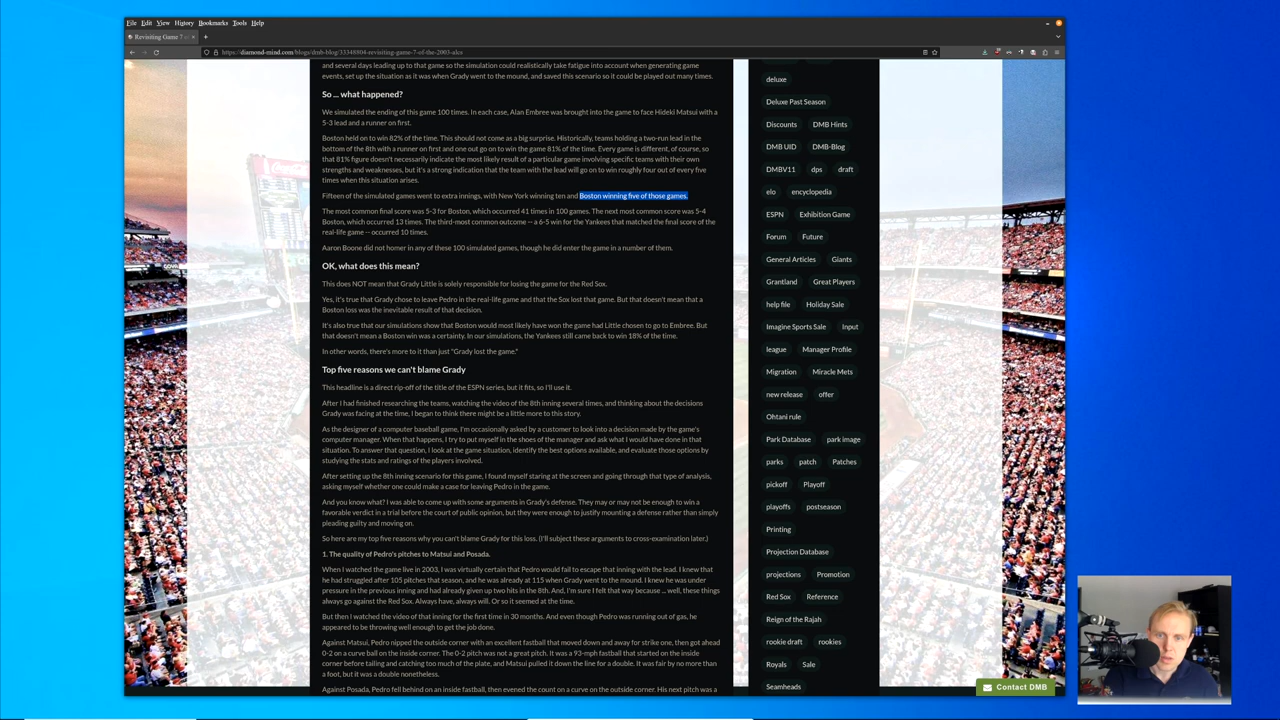 File Edit View History Bookmarks Tools Help
Revisiting Game 7 of
https://diamond-mind.com/blogs/dmb-blog/33348804-revisiting-game-7-of-the-2003-alcs
and several days leading up to that game so the simulation could realistically take fatigue into account when generating game
events, set up the situation as it was when Grady went to the mound, and saved this scenario so it could be played out many times.
So ... what happened?
We simulated the ending of this game 100 times. In each case, Alan Embree was brought into the game to face Hideki Matsui with a
5-3 lead and a runner on first.
Boston held on to win 82% of the time. This should not come as a big surprise. Historically, teams holding a two-run lead in the
bottom of the 8th with a runner on first and one out go on to win the game 81% of the time. Every game is different, of course, so
that 81% figure doesn't necessarily indicate the most likely result of a particular game involving specific teams with their own
strengths and weaknesses, but it's a strong indication that the team with the lead will go on to win roughly four out of every five
times when this situation arises.
Fifteen of the simulated games went to extra innings, with New York winning ten and Boston winning five of those games.
The most common final score was 5-3 for Boston, which occurred 41 times in 100 games. The next most common score was 5-4
Boston, which occurred 13 times. The third-most common outcome -- a 6-5 win for the Yankees that matched the final score of the
real-life game -- occurred 10 times.
Aaron Boone did not homer in any of these 100 simulated games, though he did enter the game in a number of them.
OK, what does this mean?
This does NOT mean that Grady Little is solely responsible for losing the game for the Red Sox.
Yes, it's true that Grady chose to leave Pedro in the real-life game and that the Sox lost that game. But that doesn't mean that a
Boston loss was the inevitable result of that decision.
It's also true that our simulations show that Boston would most likely have won the game had Little chosen to go to Embree. But
that doesn't mean that a Boston win was a certainty. In our simulations, the Yankees still came back to win 18% of the time.
In other words, there's more to it than just "Grady lost the game."
Top five reasons we can't blame Grady
This headline is a direct rip-off of the title of the ESPN series, but it fits, so I'll use it.
After I had finished researching the teams, watching the video of the 8th inning several times, and thinking about the decisions
Grady was facing at the time, I began to think there might be a little more to this story.
As the designer of a computer baseball game, I'm occasionally asked by a customer to look into a decision made by the game's
computer manager. When that happens, I try to put myself in the shoes of the manager and ask what I would have done in that
situation. To answer that question, I look at the game situation, identify the best options available, and evaluate those options by
studying the stats and ratings of the players involved.
After setting up the 8th inning scenario for this game, I found myself staring at the screen and going through that type of analysis,
asking myself whether one could make a case for leaving Pedro in the game.
And you know what? I was able to come up with some arguments in Grady's defense. They may or may not be enough to win a
favorable verdict in a trial before the court of public opinion, but they were enough to justify mounting a defense rather than simply
pleading guilty and moving on.
So here are my top five reasons why you can't blame Grady for this loss. (I'll subject these arguments to cross-examination later.)
1. The quality of Pedro's pitches to Matsui and Posada.
When I watched the game live in 2003, I was virtually certain that Pedro would fail to escape that inning with the lead. I knew that
he had struggled after 105 pitches that season, and he was already at 115 when Grady went to the mound. I knew he was under
pressure in the previous inning and had already given up two hits in the 8th. And, I'm sure I felt that way because ... well, these things
always go against the Red Sox. Always have, always will. Or so it seemed at the time.
But then I watched the video of that inning for the first time in 30 months. And even though Pedro was running out of gas, he
appeared to be throwing well enough to get the job done.
Against Matsui, Pedro nipped the outside corner with an excellent fastball that moved down and away for strike one, then got ahead
0-2 on a curve ball on the inside corner. The 0-2 pitch was not a great pitch. It was a 93-mph fastball that started on the inside
corner before tailing and catching too much of the plate, and Matsui pulled it down the line for a double. It was fair by no more than
a foot, but it was a double nonetheless.
Against Posada, Pedro fell behind on an inside fastball, then evened the count on a curve on the outside corner. His next pitch was a
deluxe
Deluxe Past Season
Discounts DMB Hints
DMB UID DMB-Blog
DMBV11 dps draft
elo encyclopedia
ESPN Exhibition Game
Forum Future
General Articles Giants
Grantland Great Players
help file Holiday Sale
Imagine Sports Sale Input
league Manager Profile
Migration Miracle Mets
new release offer
Ohtani rule
Park Database park image
parks patch Patches
pickoff Playoff
playoffs postseason
Printing
Projection Database
projections Promotion
Red Sox Reference
Reign of the Rajah
rookie draft rookies
Royals Sale
Seamheads
Contact DMB